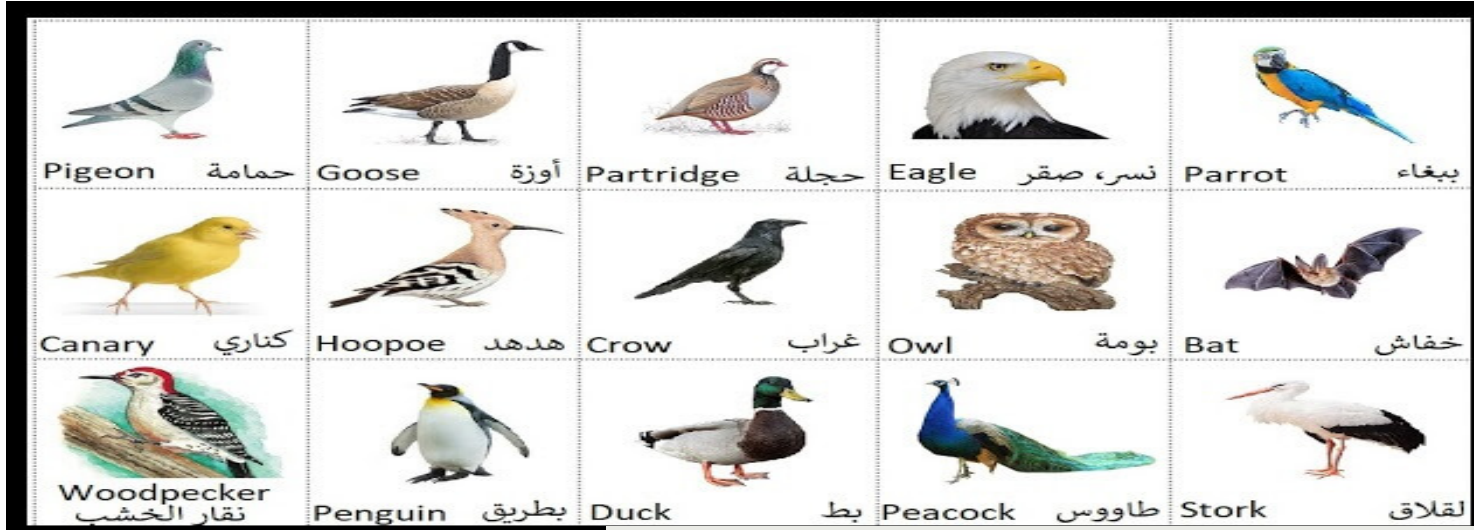 Pigeon حمامة
Goose أوزة
Partridge حجلة
Eagle نسر، صقر
Parrot ببغاء
Canary كناري
Hoopoe هدهد
Crow غراب
Owl بومة
Bat خفاش
Woodpecker
نقار الخشب
Penguin بطريق
Duck بط
Peacock طاووس
Stork لقلاق